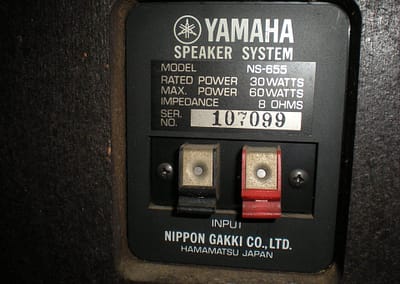 YAMAHA
SPEAKER SYSTEM
MODEL NS-655
RATED POWER 30WATTS
MAX. POWER 60WATTS
IMPEDANCE 8 OHMS
SER. NO. 107099
INPUT
NIPPON GAKKI CO., LTD.
HAMAMATSU JAPAN